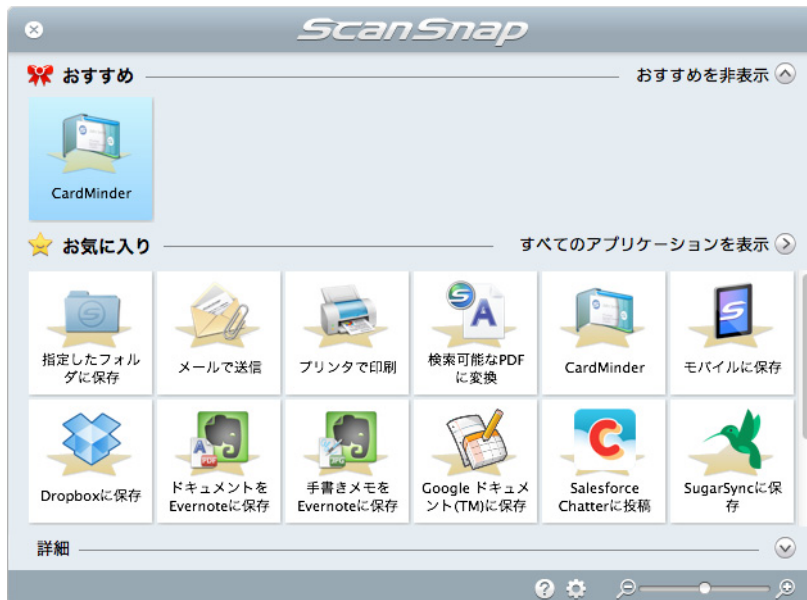 ScanSnap
おすすめ
おすすめを非表示
CardMinder
お気に入り
すべてのアプリケーションを表示
指定したフォル
ダに保存
メールで送信
プリンタで印刷
A
検索可能なPDF
に変換
CardMinder
モバイルに保存
Dropboxに保存
A
PDF
ドキュメントを
Evernoteに保存
JPG
手書きメモを
Evernoteに保存
Google ドキュメ
ント(TM)に保存
Salesforce
Chatterに投稿
SugarSyncに保
存
詳細